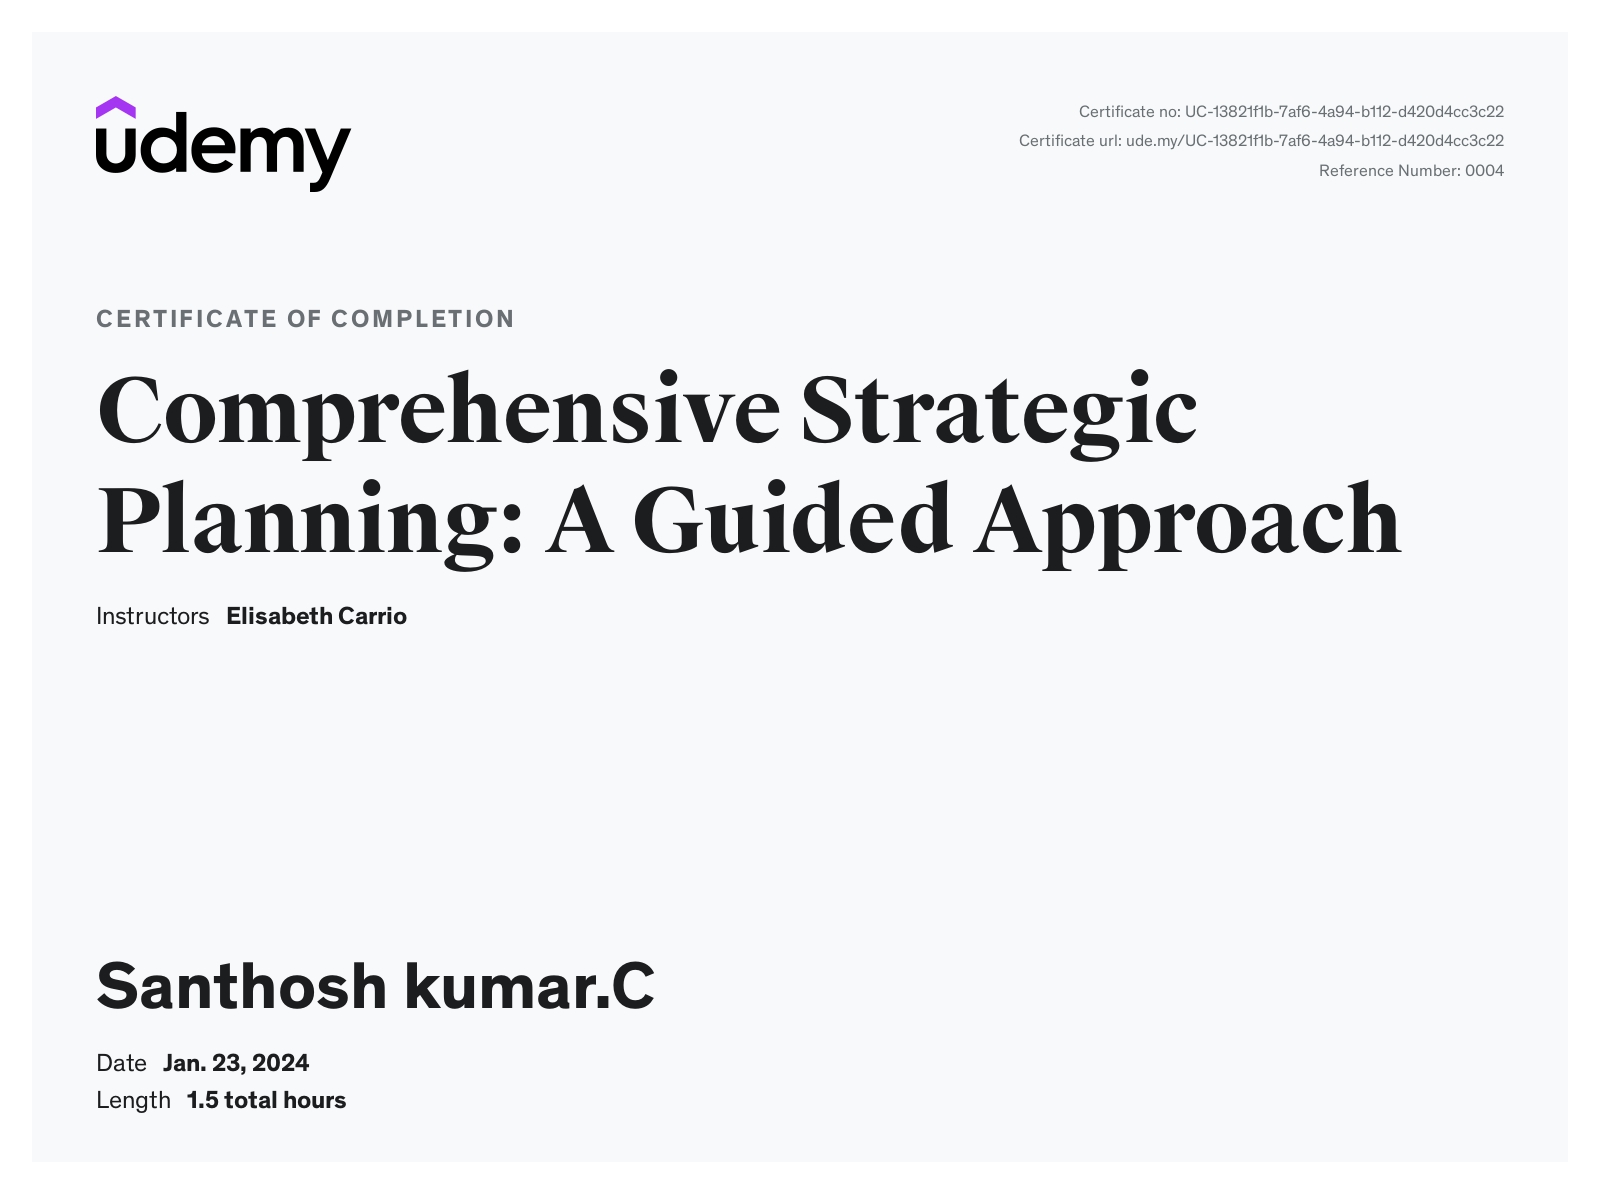 udemy
Certificate no: UC-13821f1b-7af6-4a94-b112-d420d4cc3c22
Certificate url: ude.my/UC-13821f1b-7af6-4a94-b112-d420d4cc3c22
Reference Number: 0004
CERTIFICATE OF COMPLETION
Comprehensive Strategic
Planning: A Guided Approach
Instructors Elisabeth Carrio
Santhosh kumar.C
Date Jan. 23, 2024
Length 1.5 total hours